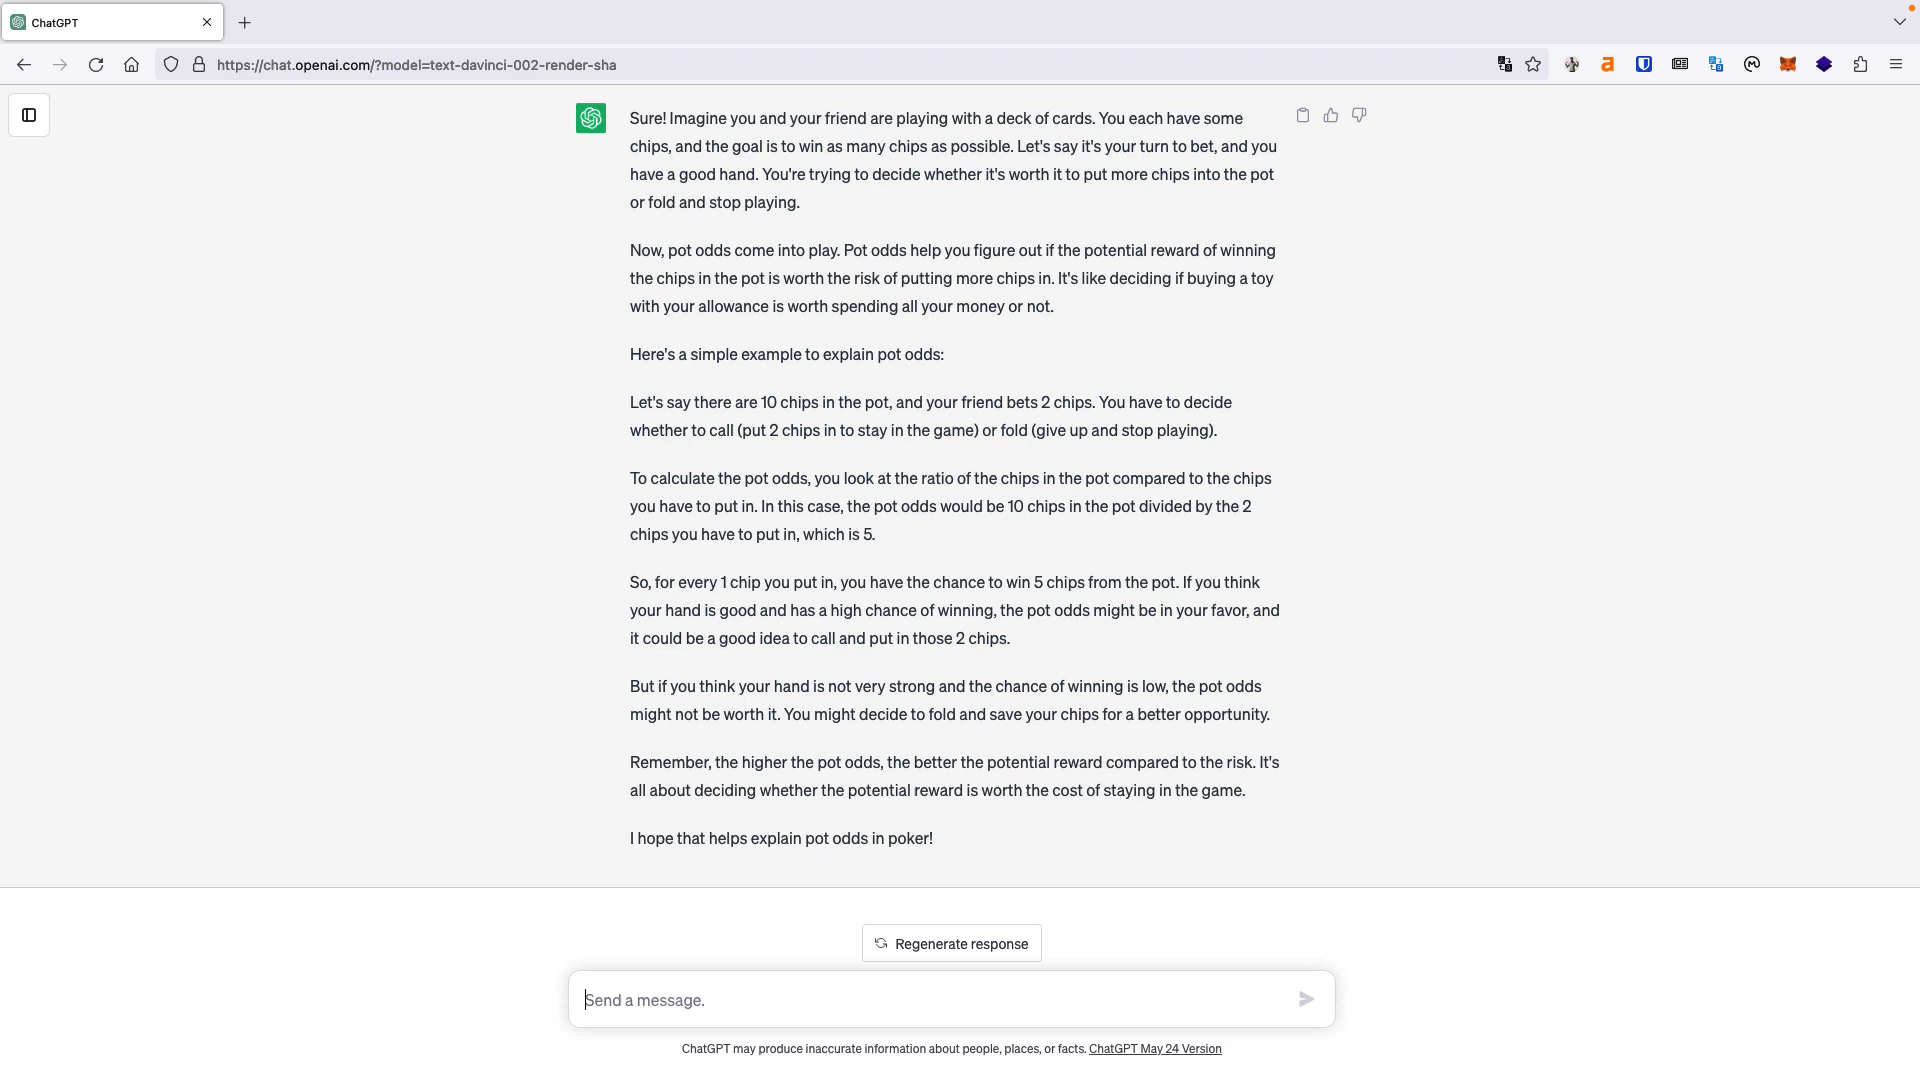 ChatGPT
https://chat.openai.com/?model=text-davinci-002-render-sha
Sure! Imagine you and your friend are playing with a deck of cards. You each have some
chips, and the goal is to win as many chips as possible. Let's say it's your turn to bet, and you
have a good hand. You're trying to decide whether it's worth it to put more chips into the pot
or fold and stop playing.
Now, pot odds come into play. Pot odds help you figure out if the potential reward of winning
the chips in the pot is worth the risk of putting more chips in. It's like deciding if buying a toy
with your allowance is worth spending all your money or not.
Here's a simple example to explain pot odds:
Let's say there are 10 chips in the pot, and your friend bets 2 chips. You have to decide
whether to call (put 2 chips in to stay in the game) or fold (give up and stop playing).
To calculate the pot odds, you look at the ratio of the chips in the pot compared to the chips
you have to put in. In this case, the pot odds would be 10 chips in the pot divided by the 2
chips you have to put in, which is 5.
So, for every 1 chip you put in, you have the chance to win 5 chips from the pot. If you think
your hand is good and has a high chance of winning, the pot odds might be in your favor, and
it could be a good idea to call and put in those 2 chips.
But if you think your hand is not very strong and the chance of winning is low, the pot odds
might not be worth it. You might decide to fold and save your chips for a better opportunity.
Remember, the higher the pot odds, the better the potential reward compared to the risk. It's
all about deciding whether the potential reward is worth the cost of staying in the game.
I hope that helps explain pot odds in poker!
Regenerate response
Send a message.
ChatGPT may produce inaccurate information about people, places, or facts. ChatGPT May 24 Version